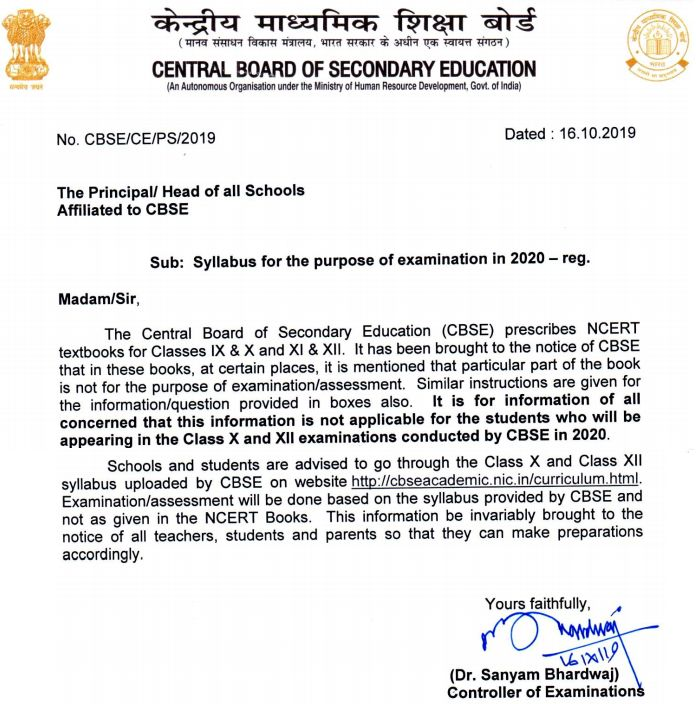 केन्द्रीय माध्यमिक शिक्षा बोर्ड
(मानव संसाधन विकास मंत्रालय, भारत सरकार के अधीन एक स्वायत्त संगठन)
CENTRAL BOARD OF SECONDARY EDUCATION
(An Autonomous Organisation under the Ministry of Human Resource Development, Govt. of India)
सत्यमेव जयते
भारत
No. CBSE/CE/PS/2019
Dated : 16.10.2019
The Principal/ Head of all Schools
Affiliated to CBSE
Sub: Syllabus for the purpose of examination in 2020 – reg.
Madam/Sir,
The Central Board of Secondary Education (CBSE) prescribes NCERT
textbooks for Classes IX & X and XI & XII. It has been brought to the notice of CBSE
that in these books, at certain places, it is mentioned that particular part of the book
is not for the purpose of examination/assessment. Similar instructions are given for
the information/question provided in boxes also. It is for information of all
concerned that this information is not applicable for the students who will be
appearing in the Class X and XII examinations conducted by CBSE in 2020.
Schools and students are advised to go through the Class X and Class XII
syllabus uploaded by CBSE on website http://cbseacademic.nic.in/curriculum.html.
Examination/assessment will be done based on the syllabus provided by CBSE and
not as given in the NCERT Books. This information be invariably brought to the
notice of all teachers, students and parents so that they can make preparations
accordingly.
Yours faithfully,
(Dr. Sanyam Bhardwaj)
Controller of Examinations